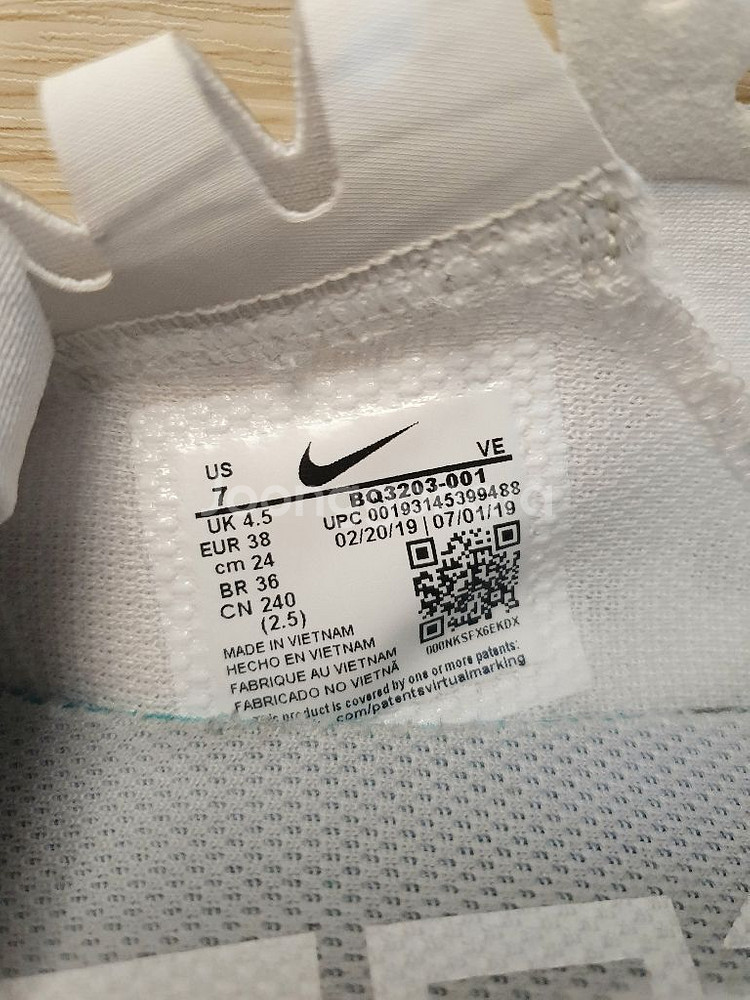 US
7
VE
BQ3203-001
UPC 00193145399488
02/20/19 | 07/01/19
UK 4.5
EUR 38
cm 24
BR 36
CN 240
(2.5)
000NKSFX6EKDX
MADE IN VIETNAM
HECHO EN VIETNAM
FABRIQUE AU VIETNAM
FABRICADO NO VIETNÃ
This product is covered by one or more patents:
.com/patentsvirtualmarking